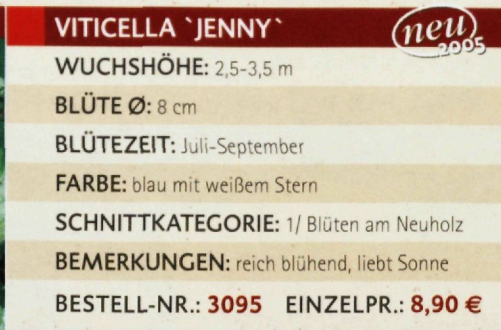 VITICELLA `JENNY` neu 2005
WUCHSHÖHE: 2,5-3,5 m
BLÜTE Ø: 8 cm
BLÜTEZEIT: Juli-September
FARBE: blau mit weißem Stern
SCHNITTKATEGORIE: 1/ Blüten am Neuholz
BEMERKUNGEN: reich blühend, liebt Sonne
BESTELL-NR.: 3095 EINZELPR.: 8,90 €